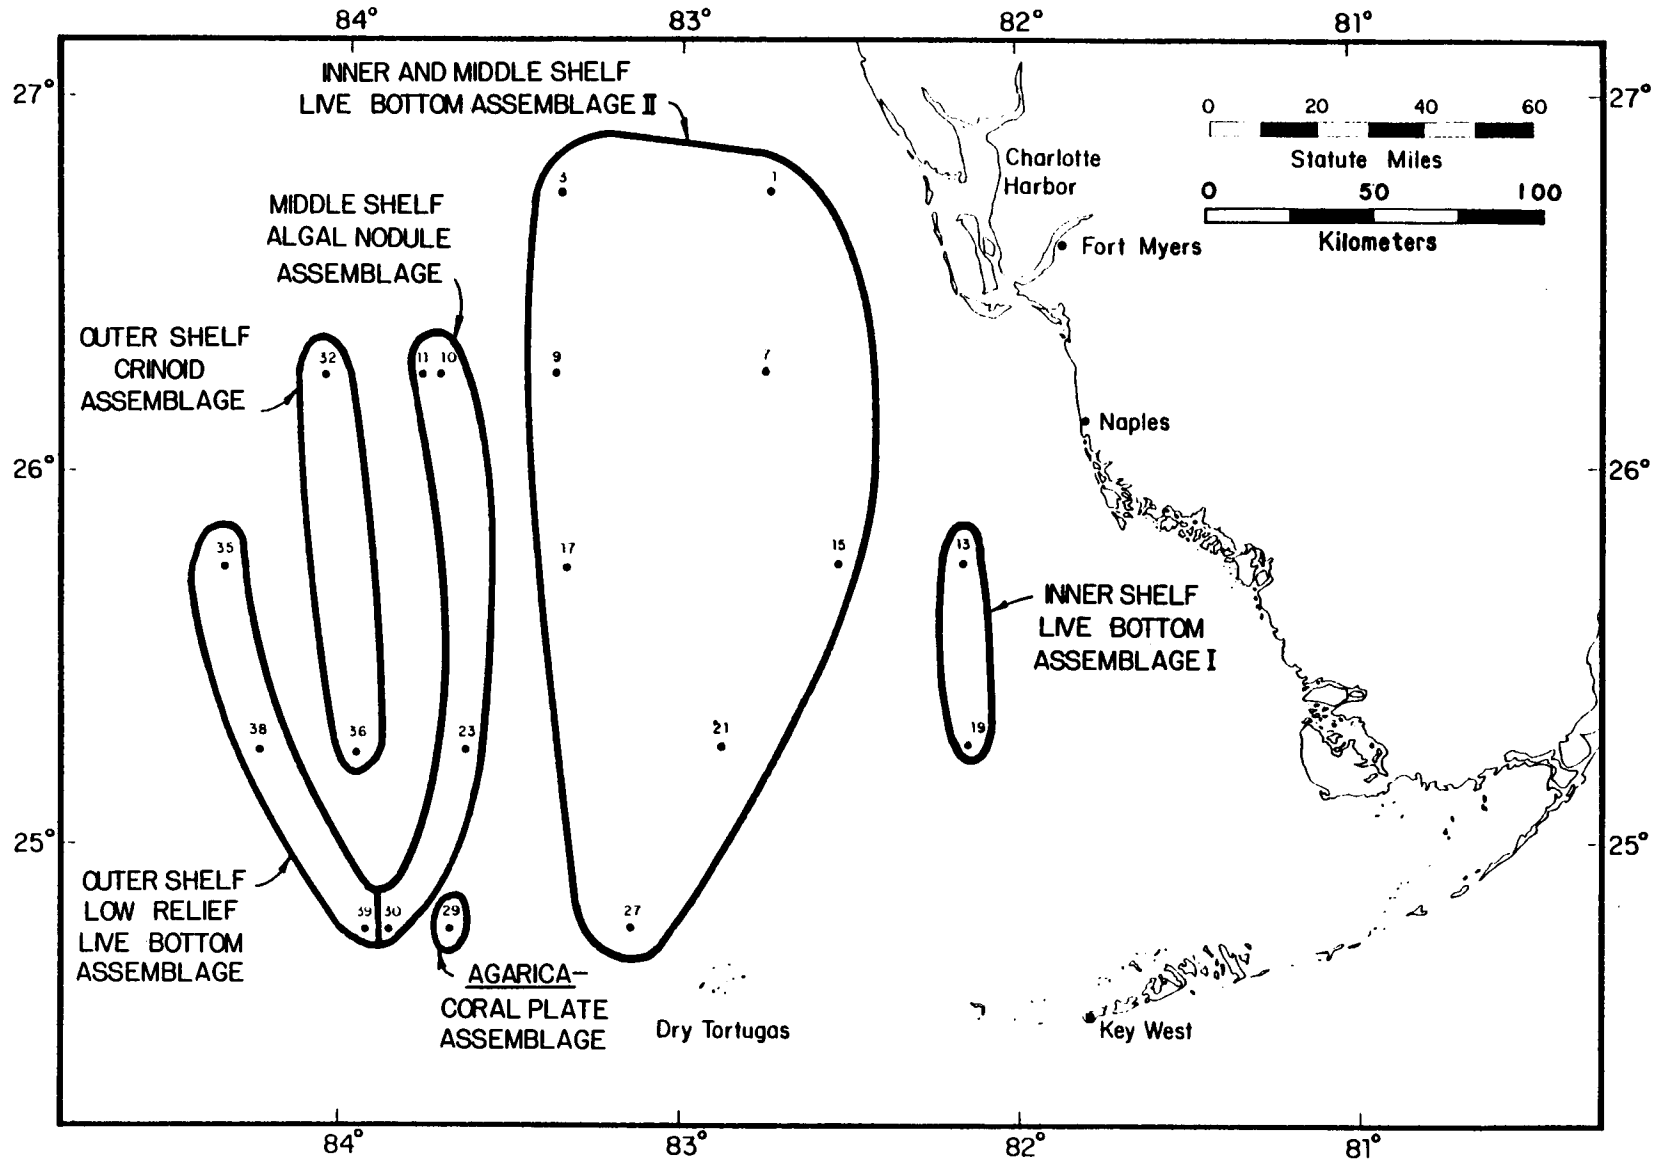 84° 83° 82° 81°
INNER AND MIDDLE SHELF
LIVE BOTTOM ASSEMBLAGE II
27°
27°
0 20 40 60
Statute Miles
0 50 100
Kilometers
Charlotte
Harbor
3
1
MIDDLE SHELF
ALGAL NODULE
ASSEMBLAGE
Fort Myers
OUTER SHELF
CRINOID
ASSEMBLAGE
32
11 10
9
7
Naples
26°
26°
35
17
15
13
INNER SHELF
LIVE BOTTOM
ASSEMBLAGE I
38
36
23
21
19
25°
25°
OUTER SHELF
LOW RELIEF
LIVE BOTTOM
ASSEMBLAGE
39 30
29
27
AGARICA-
CORAL PLATE
ASSEMBLAGE
Dry Tortugas
Key West
84° 83° 82° 81°